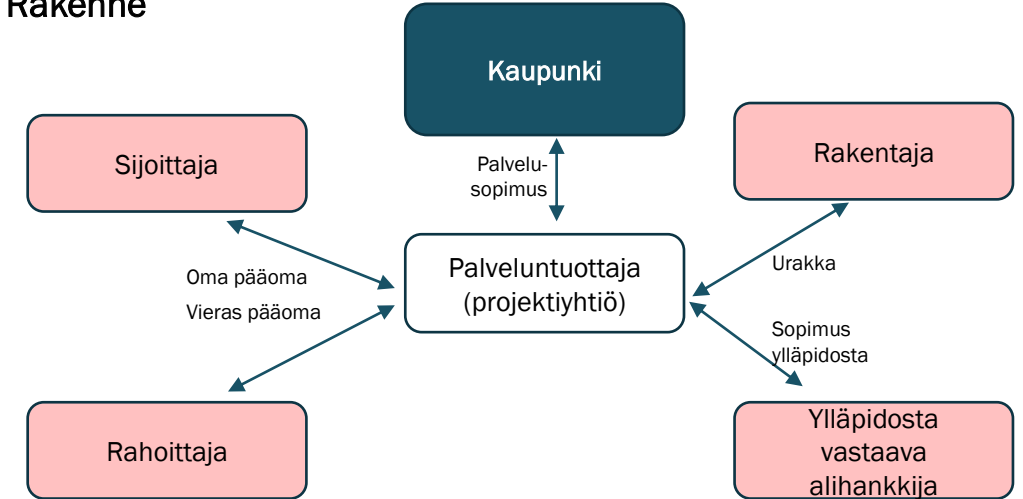 Rakenne
Kaupunki
Sijoittaja
Rakentaja
Palvelu-
sopimus
Palveluntuottaja
(projektiyhtiö)
Oma pääoma
Vieras pääoma
Urakka
Sopimus
ylläpidosta
Rahoittaja
Ylläpidosta
vastaava
alihankkija